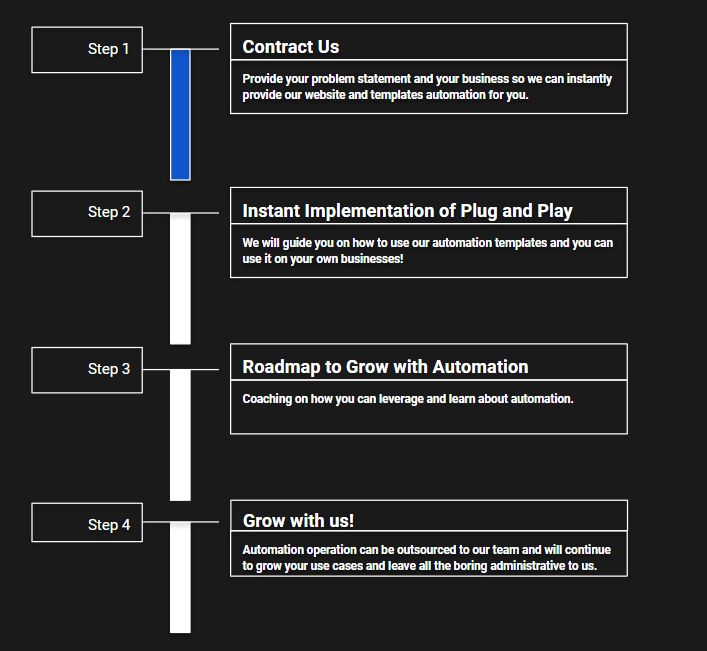 Step 1
Contract Us
Provide your problem statement and your business so we can instantly
provide our website and templates automation for you.
Step 2
Instant Implementation of Plug and Play
We will guide you on how to use our automation templates and you can
use it on your own businesses!
Step 3
Roadmap to Grow with Automation
Coaching on how you can leverage and learn about automation.
Step 4
Grow with us!
Automation operation can be outsourced to our team and will continue
to grow your use cases and leave all the boring administrative to us.